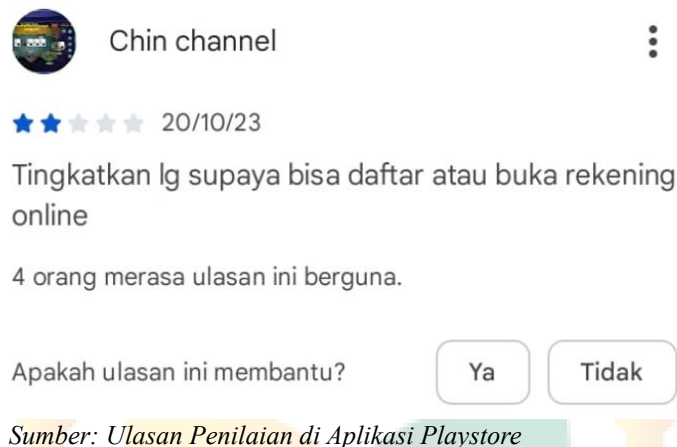 Chin channel
20/10/23
Tingkatkan lg supaya bisa daftar atau buka rekening
online
4 orang merasa ulasan ini berguna.
Apakah ulasan ini membantu?
Ya
Tidak
Sumber: Ulasan Penilaian di Aplikasi Playstore